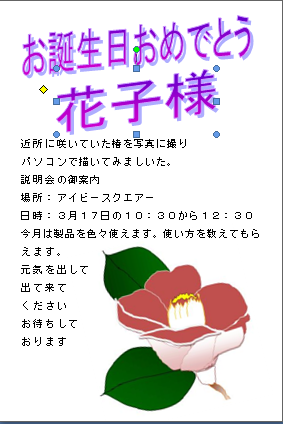 お誕生日おめでとう
花子様
近所に咲いていた椿を写真に撮り
パソコンで描いてみましいた。
説明会の御案内
場所：アイピースクエアー
日時：３月１７日の１０：３０から１２：３０
今月は製品を色々使えます。使い方を教えてもら
えます。
元気を出して
出て来て
ください
お待ちして
おります